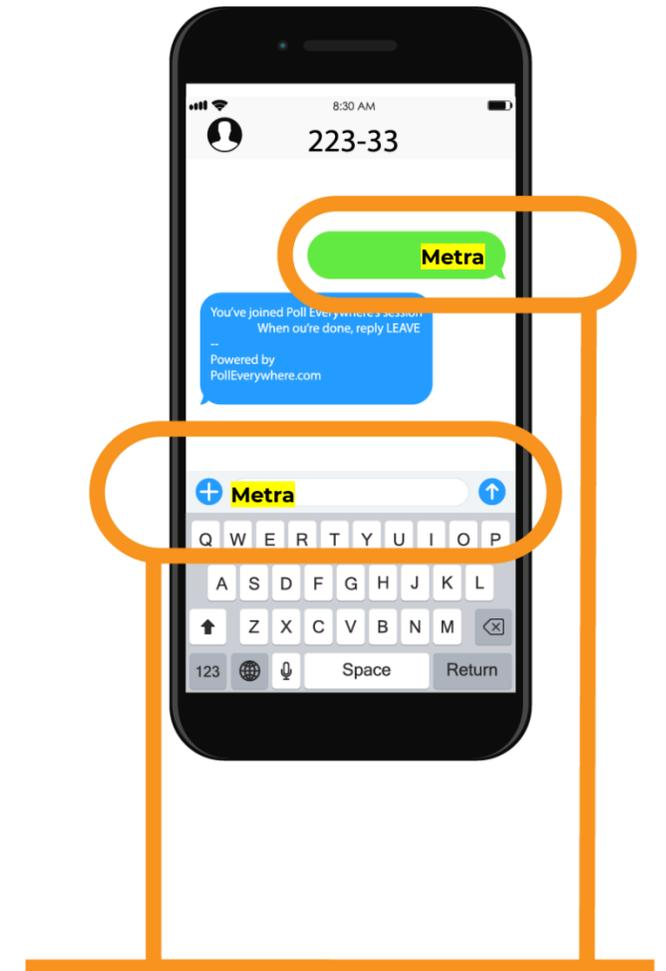 8:30 AM
223-33
Metra
You've joined Poll Everywhere's session
When ou're done, reply LEAVE
--
Powered by
PollEverywhere.com
Metra
Q W E R T Y U I O P
A S D F G H J K L
Z X C V B N M
123 Space Return